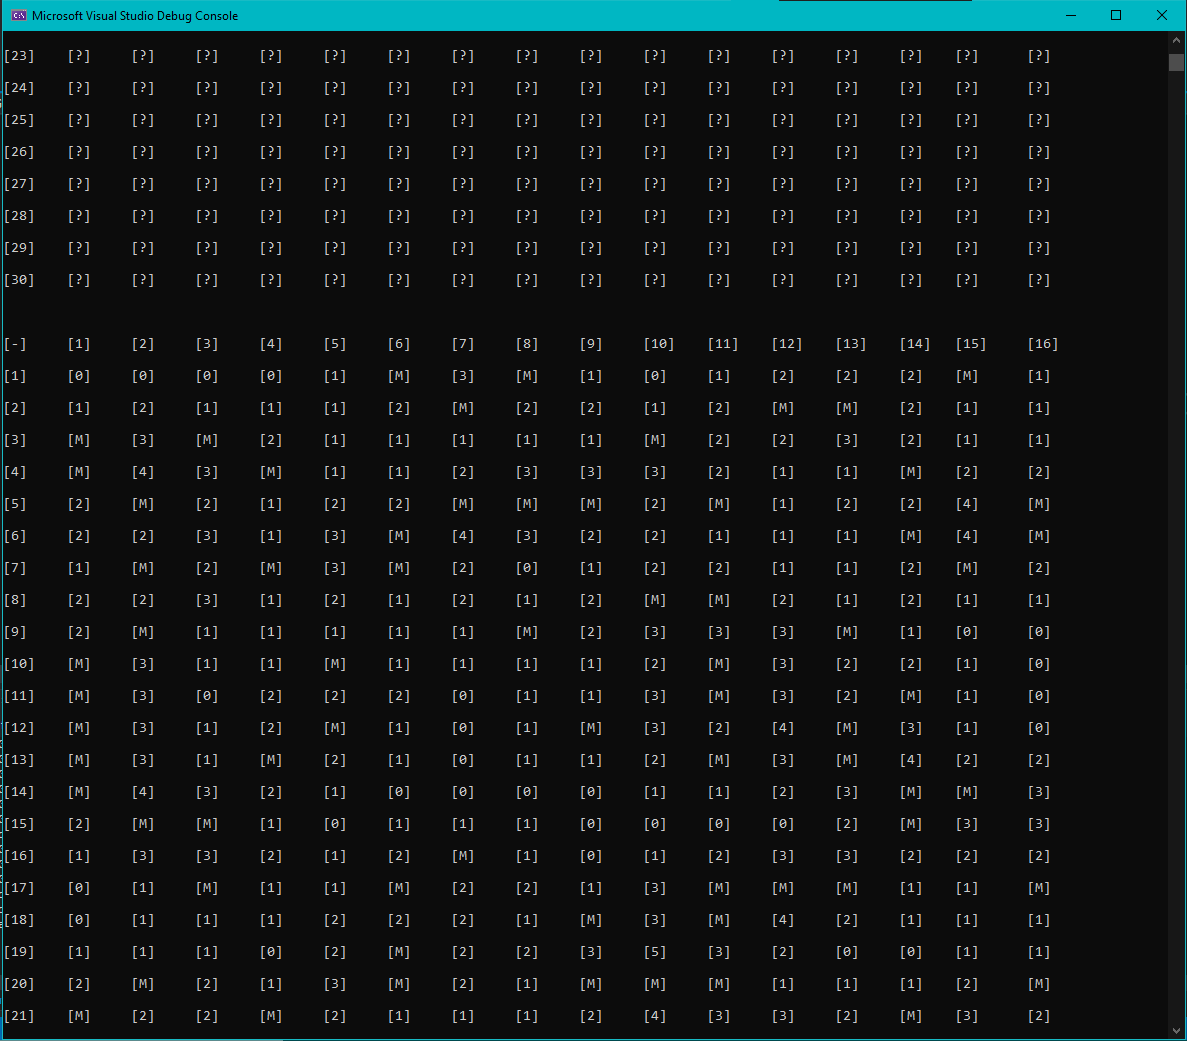 Microsoft Visual Studio Debug Console
[23] [?] [?] [?] [?] [?] [?] [?] [?] [?] [?] [?] [?] [?] [?] [?] [?]
[24] [?] [?] [?] [?] [?] [?] [?] [?] [?] [?] [?] [?] [?] [?] [?] [?]
[25] [?] [?] [?] [?] [?] [?] [?] [?] [?] [?] [?] [?] [?] [?] [?] [?]
[26] [?] [?] [?] [?] [?] [?] [?] [?] [?] [?] [?] [?] [?] [?] [?] [?]
[27] [?] [?] [?] [?] [?] [?] [?] [?] [?] [?] [?] [?] [?] [?] [?] [?]
[28] [?] [?] [?] [?] [?] [?] [?] [?] [?] [?] [?] [?] [?] [?] [?] [?]
[29] [?] [?] [?] [?] [?] [?] [?] [?] [?] [?] [?] [?] [?] [?] [?] [?]
[30] [?] [?] [?] [?] [?] [?] [?] [?] [?] [?] [?] [?] [?] [?] [?] [?]
[-] [1] [2] [3] [4] [5] [6] [7] [8] [9] [10] [11] [12] [13] [14] [15] [16]
[1] [0] [0] [0] [0] [1] [M] [3] [M] [1] [0] [1] [2] [2] [2] [M] [1]
[2] [1] [2] [1] [1] [1] [2] [M] [2] [2] [1] [2] [M] [M] [2] [1] [1]
[3] [M] [3] [M] [2] [1] [1] [1] [1] [1] [M] [2] [2] [3] [2] [1] [1]
[4] [M] [4] [3] [M] [1] [1] [2] [3] [3] [3] [2] [1] [1] [M] [2] [2]
[5] [2] [M] [2] [1] [2] [2] [M] [M] [M] [2] [M] [1] [2] [2] [4] [M]
[6] [2] [2] [3] [1] [3] [M] [4] [3] [2] [2] [1] [1] [1] [M] [4] [M]
[7] [1] [M] [2] [M] [3] [M] [2] [0] [1] [2] [2] [1] [1] [2] [M] [2]
[8] [2] [2] [3] [1] [2] [1] [2] [1] [2] [M] [M] [2] [1] [2] [1] [1]
[9] [2] [M] [1] [1] [1] [1] [1] [M] [2] [3] [3] [3] [M] [1] [0] [0]
[10] [M] [3] [1] [1] [M] [1] [1] [1] [1] [2] [M] [3] [2] [2] [1] [0]
[11] [M] [3] [0] [2] [2] [2] [0] [1] [1] [3] [M] [3] [2] [M] [1] [0]
[12] [M] [3] [1] [2] [M] [1] [0] [1] [M] [3] [2] [4] [M] [3] [1] [0]
[13] [M] [3] [1] [M] [2] [1] [0] [1] [1] [2] [M] [3] [M] [4] [2] [2]
[14] [M] [4] [3] [2] [1] [0] [0] [0] [0] [1] [1] [2] [3] [M] [M] [3]
[15] [2] [M] [M] [1] [0] [1] [1] [1] [0] [0] [0] [0] [2] [M] [3] [3]
[16] [1] [3] [3] [2] [1] [2] [M] [1] [0] [1] [2] [3] [3] [2] [2] [2]
[17] [0] [1] [M] [1] [1] [M] [2] [2] [1] [3] [M] [M] [M] [1] [1] [M]
[18] [0] [1] [1] [1] [2] [2] [2] [1] [M] [3] [M] [4] [2] [1] [1] [1]
[19] [1] [1] [1] [0] [2] [M] [2] [2] [3] [5] [3] [2] [0] [0] [1] [1]
[20] [2] [M] [2] [1] [3] [M] [2] [1] [M] [M] [M] [1] [1] [1] [2] [M]
[21] [M] [2] [2] [M] [2] [1] [1] [1] [2] [4] [3] [3] [2] [M] [3] [2]